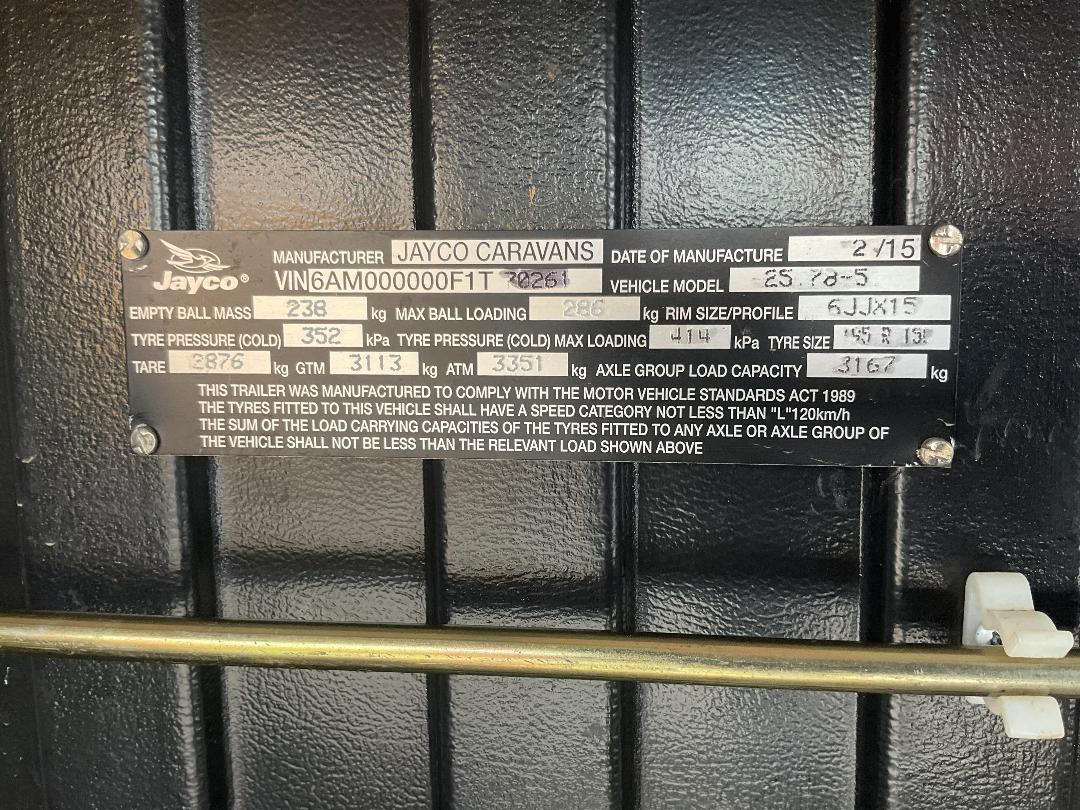 Jayco®
MANUFACTURER JAYCO CARAVANS DATE OF MANUFACTURE 2/15
VIN 6AM000000F1T VEHICLE MODEL 25.78-5
EMPTY BALL MASS 238 kg MAX BALL LOADING 286 kg RIM SIZE/PROFILE 6JJX15
TYRE PRESSURE (COLD) 352 kPa TYRE PRESSURE (COLD) MAX LOADING 414 kPa TYRE SIZE R
TARE 2876 kg GTM 3113 kg ATM 3351 kg AXLE GROUP LOAD CAPACITY 3167 kg
THIS TRAILER WAS MANUFACTURED TO COMPLY WITH THE MOTOR VEHICLE STANDARDS ACT 1989
THE TYRES FITTED TO THIS VEHICLE SHALL HAVE A SPEED CATEGORY NOT LESS THAN "L"120km/h
THE SUM OF THE LOAD CARRYING CAPACITIES OF THE TYRES FITTED TO ANY AXLE OR AXLE GROUP OF
THE VEHICLE SHALL NOT BE LESS THAN THE RELEVANT LOAD SHOWN ABOVE